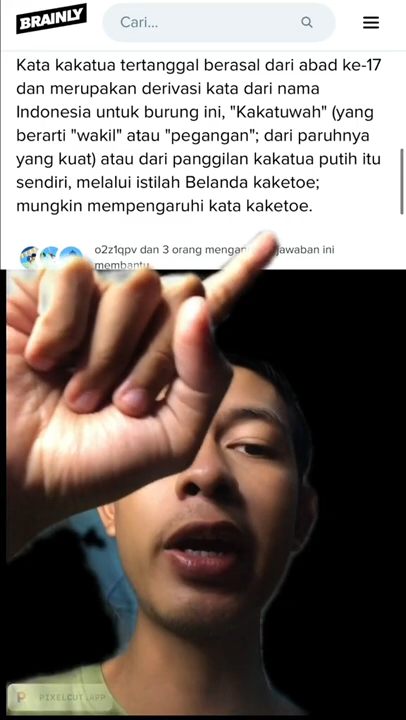 BRAINLY
Cari...
Kata kakatua tertanggal berasal dari abad ke-17
dan merupakan derivasi kata dari nama
Indonesia untuk burung ini, "Kakatuwah" (yang
berarti "wakil" atau "pegangan"; dari paruhnya
yang kuat) atau dari panggilan kakatua putih itu
sendiri, melalui istilah Belanda kaketoe;
mungkin mempengaruhi kata kaketoe.
o2z1qpv dan 3 orang jawaban ini
membantu
PIXELCUT.APP